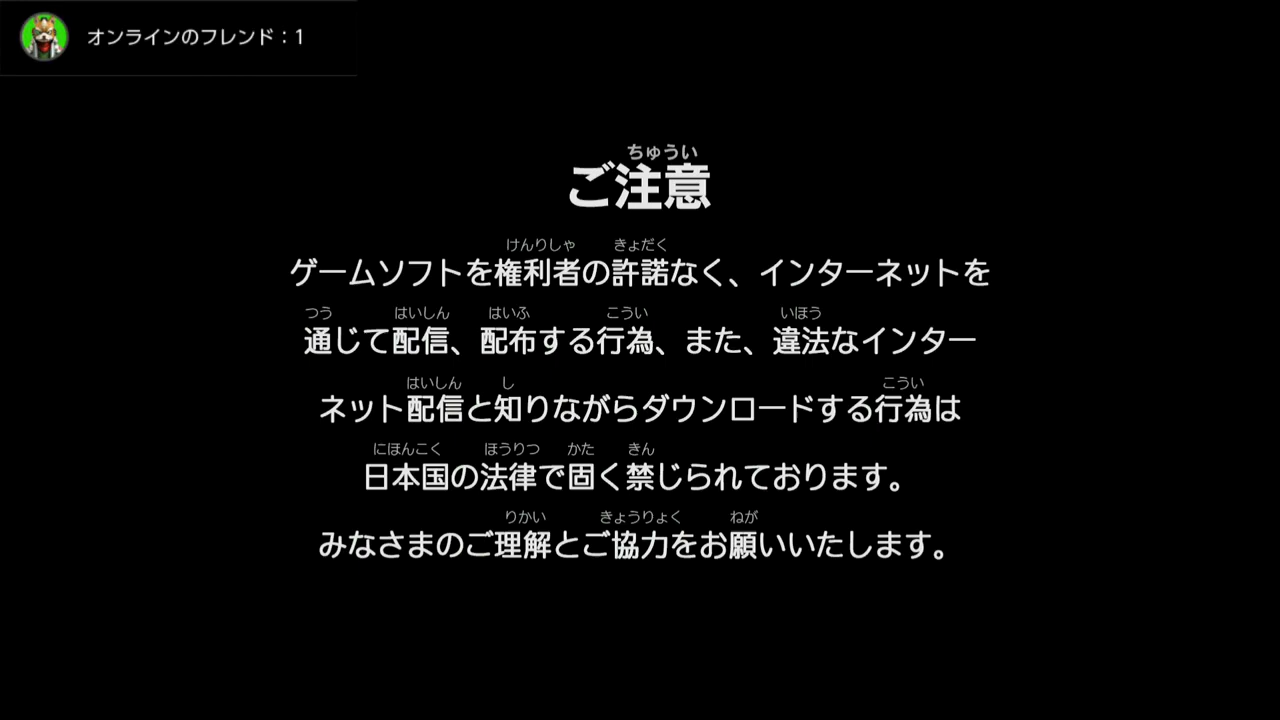 オンラインのフレンド：1
ちゅうい
ご注意
けんりしゃ きょだく
ゲームソフトを権利者の許諾なく、インターネットを
つう はいしん はいふ こうい いほう
通じて配信、配布する行為、また、違法なインター
はいしん し こうい
ネット配信と知りながらダウンロードする行為は
にほんこく ほうりつ かた きん
日本国の法律で固く禁じられております。
りかい きょうりょく ねが
みなさまのご理解とご協力をお願いいたします。